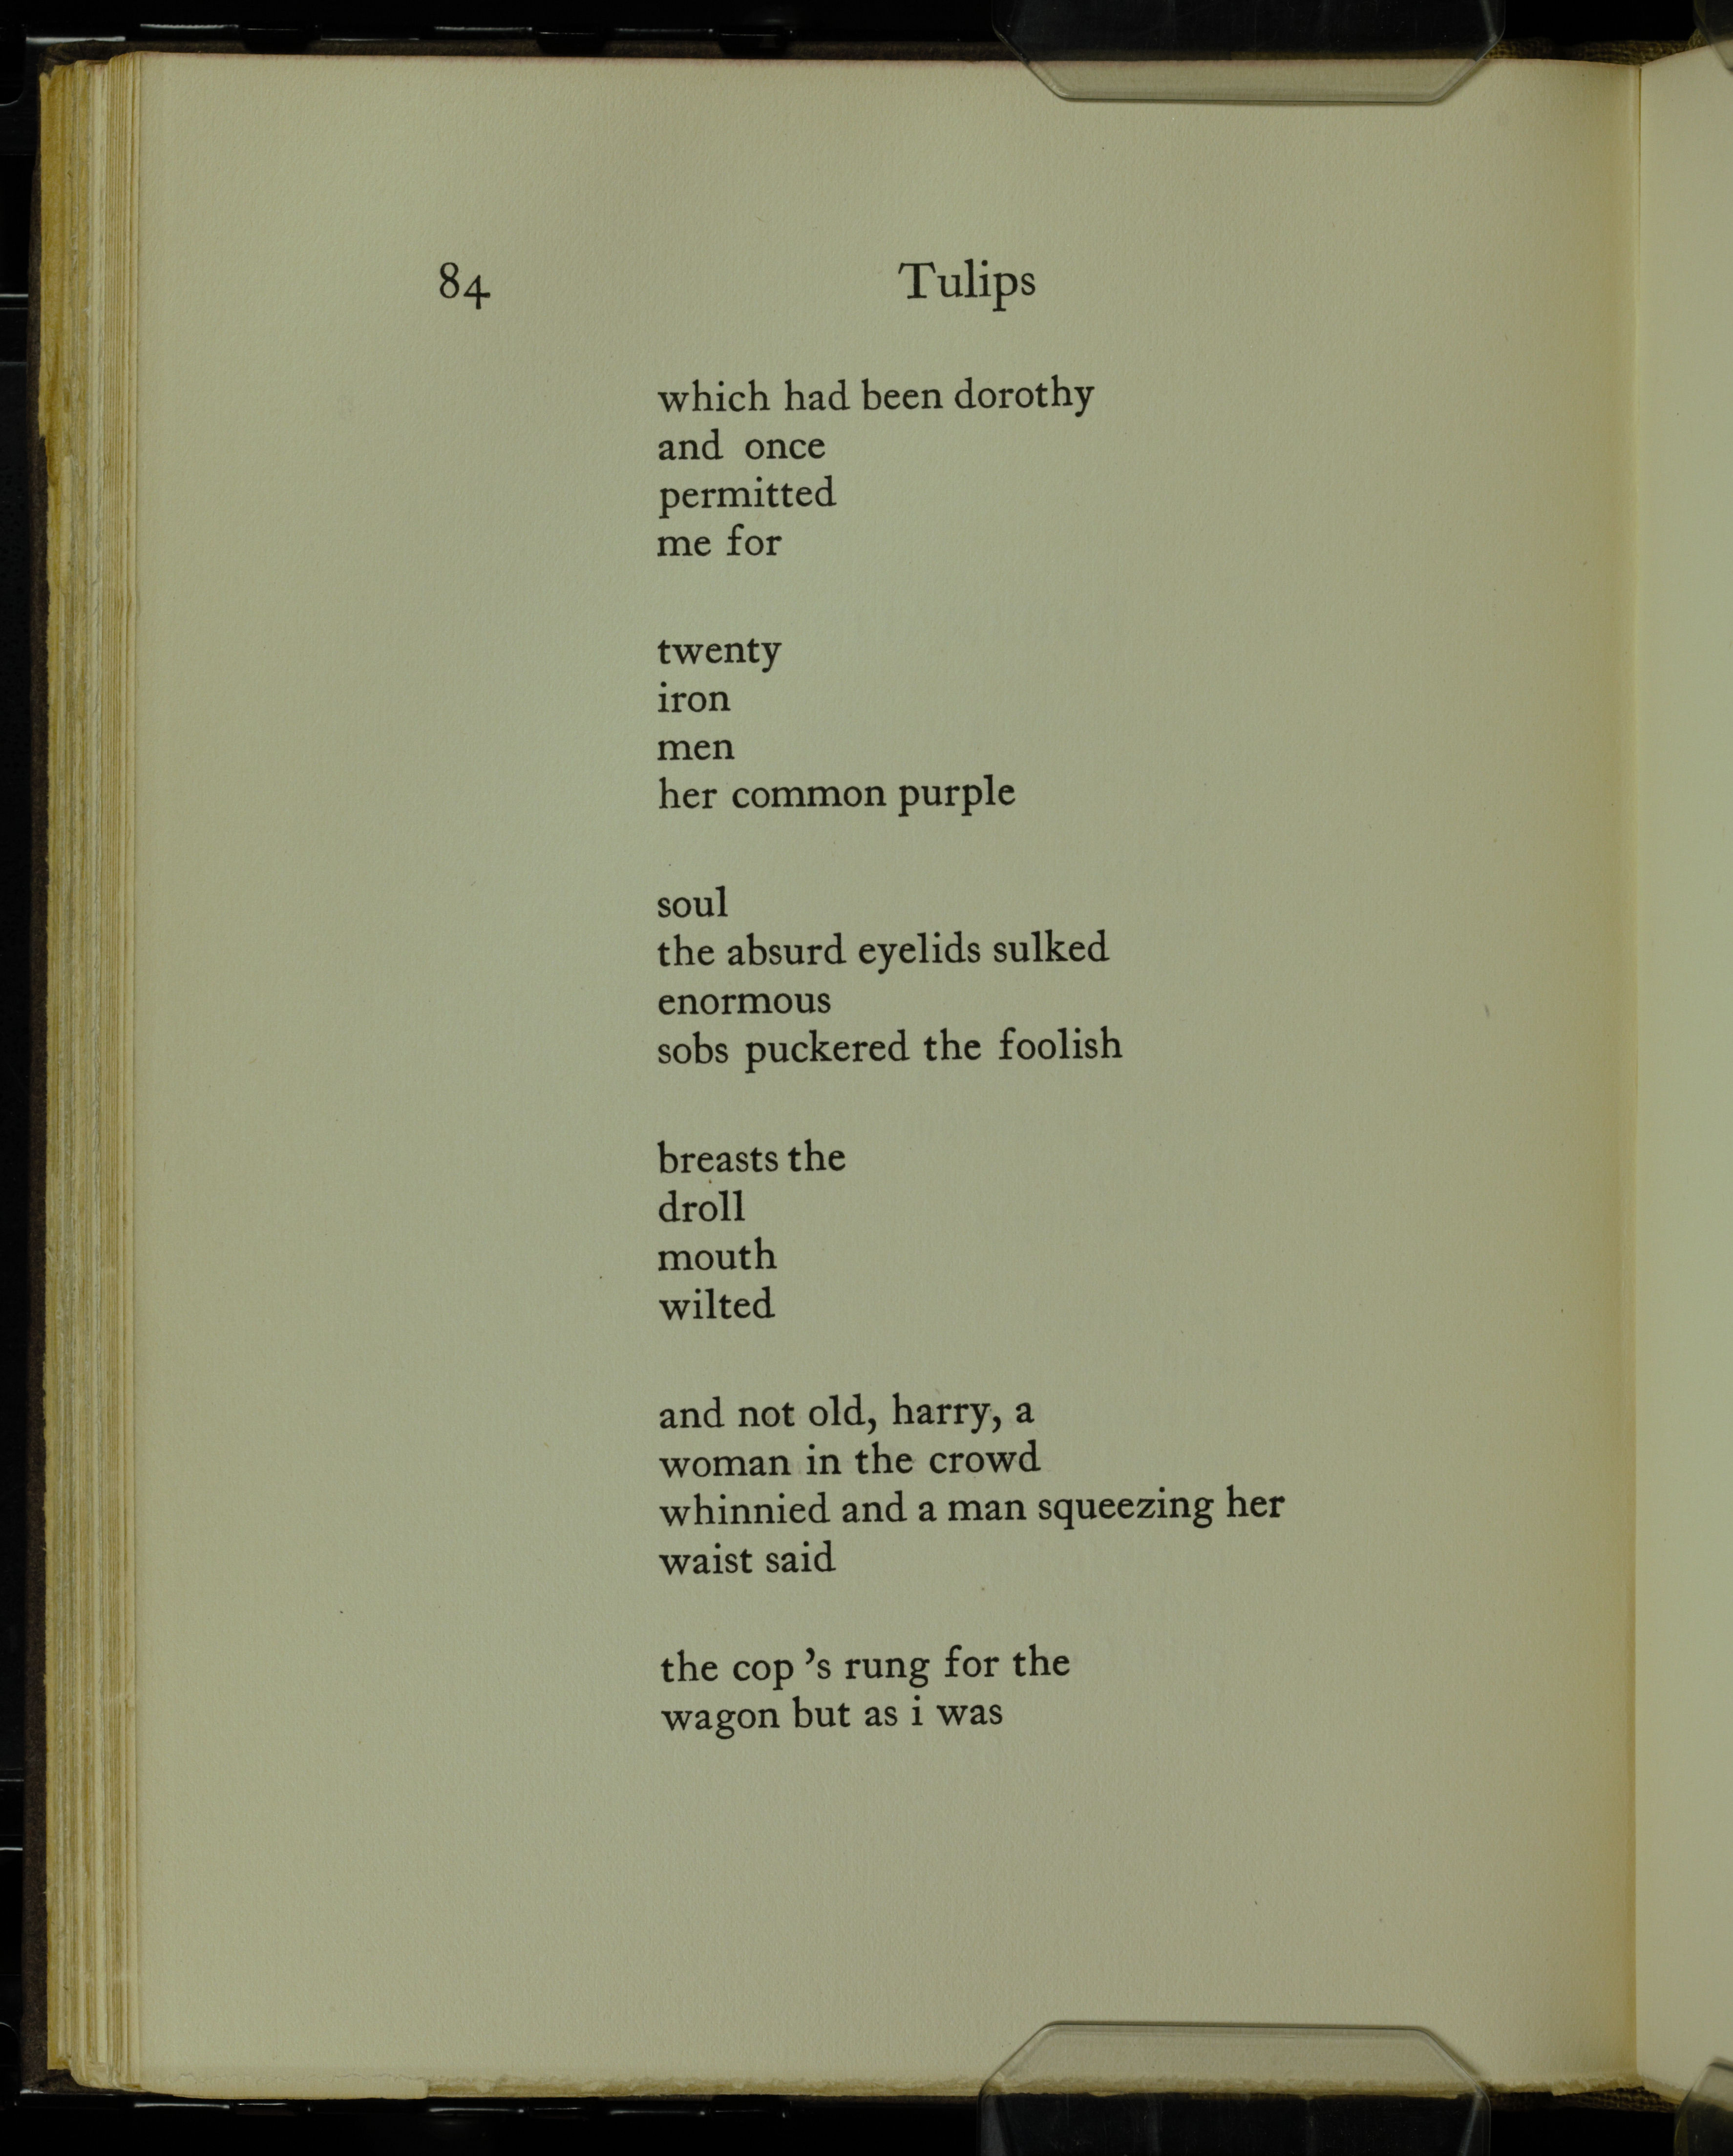 84 Tulips
which had been dorothy
and once
permitted
me for
twenty
iron
men
her common purple
soul
the absurd eyelids sulked
enormous
sobs puckered the foolish
breasts the
droll
mouth
wilted
and not old, harry, a
woman in the crowd
whinnied and a man squeezing her
waist said
the cop ’s rung for the
wagon but as i was